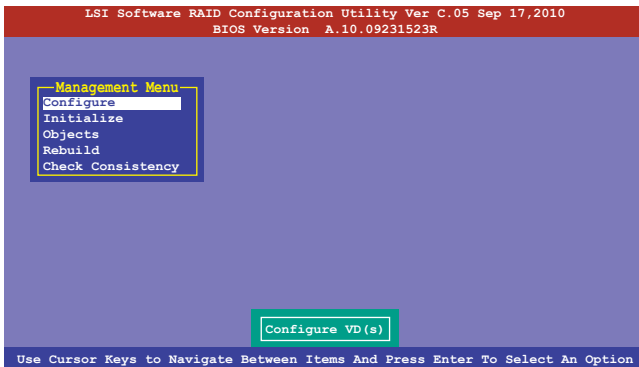 LSI Software RAID Configuration Utility Ver C.05 Sep 17,2010
BIOS Version A.10.09231523R
Management Menu
Configure
Initialize
Objects
Rebuild
Check Consistency
Configure VD(s)
Use Cursor Keys to Navigate Between Items And Press Enter To Select An Option